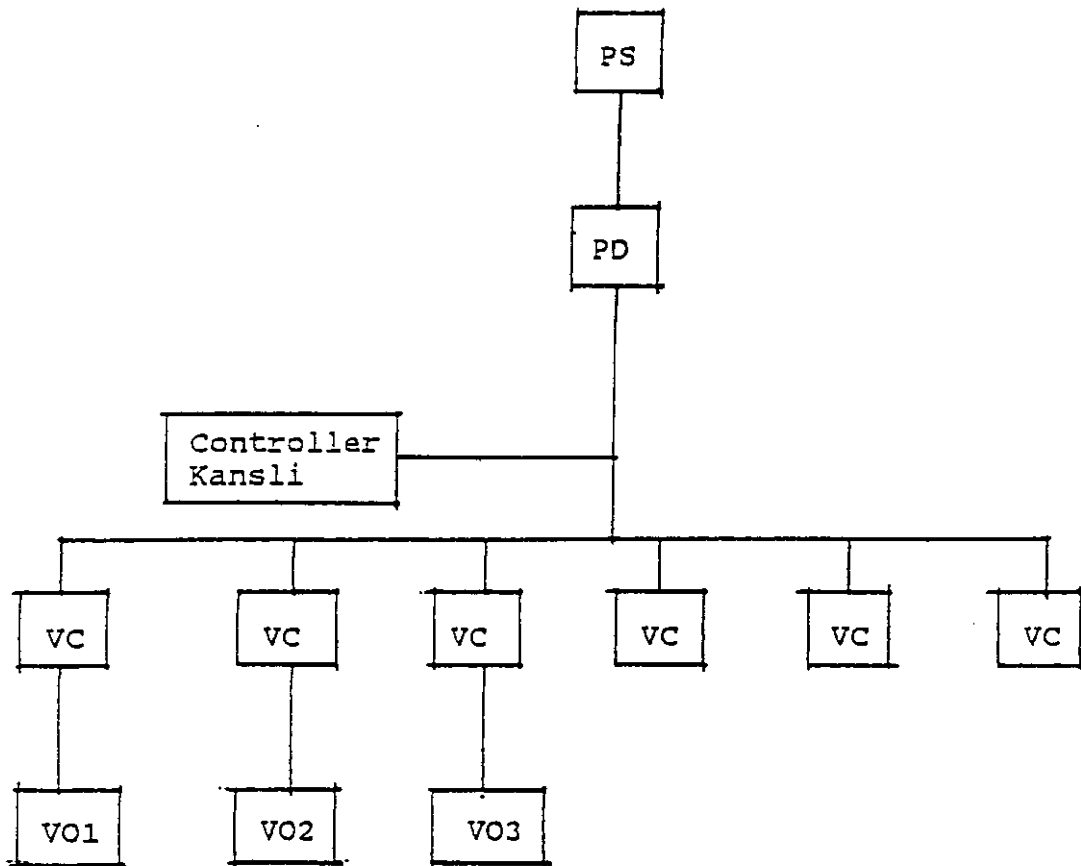 PS
PD
Controller
Kansli
VC VC VC VC VC VC
VO1 VO2 VO3